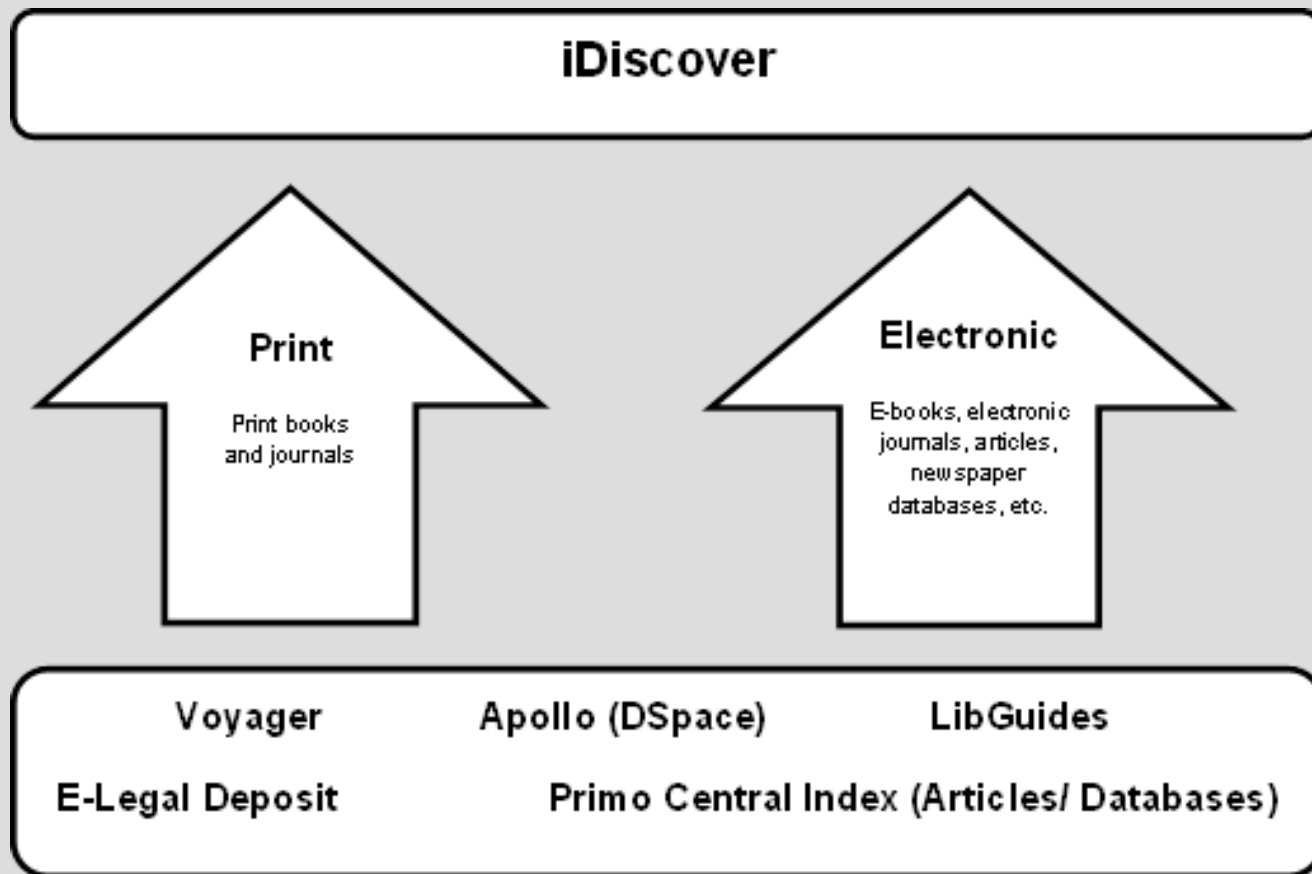 iDiscover
Print
Print books
and journals
Electronic
E-books, electronic
journals, articles,
newspaper
databases, etc.
Voyager Apollo (DSpace) LibGuides
E-Legal Deposit Primo Central Index (Articles/ Databases)